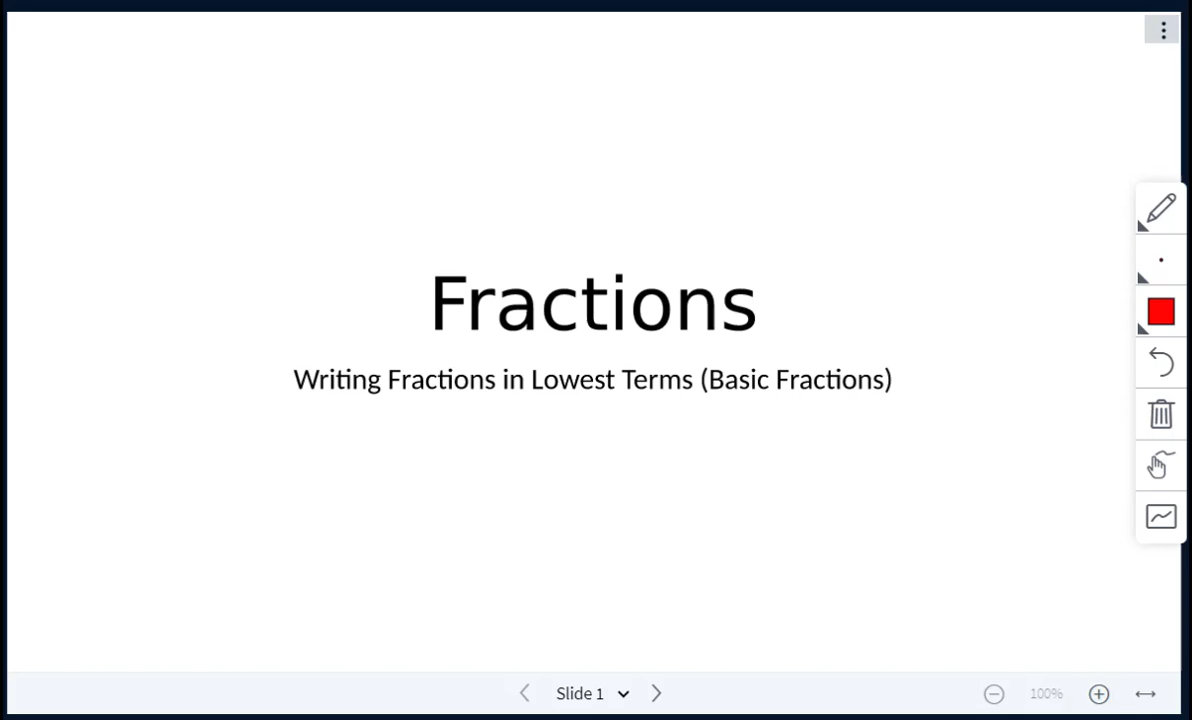 Fractions
Writing Fractions in Lowest Terms (Basic Fractions)
Slide 1
100%